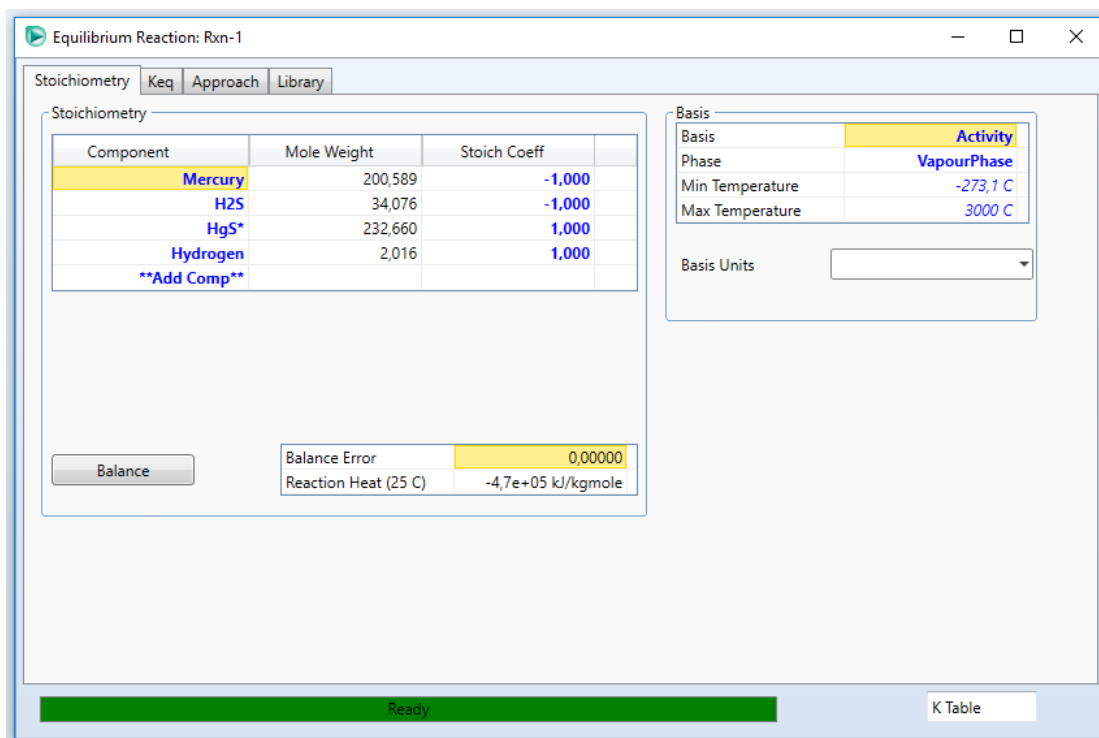 Equilibrium Reaction: Rxn-1
Stoichiometry Keq Approach Library
Stoichiometry
Component Mole Weight Stoich Coeff
Mercury 200,589 -1,000
H2S 34,076 -1,000
HgS* 232,660 1,000
Hydrogen 2,016 1,000
**Add Comp**
Balance
Balance Error 0,00000
Reaction Heat (25 C) -4,7e+05 kJ/kgmole
Basis
Basis Activity
Phase VapourPhase
Min Temperature -273,1 C
Max Temperature 3000 C
Basis Units
Ready
K Table